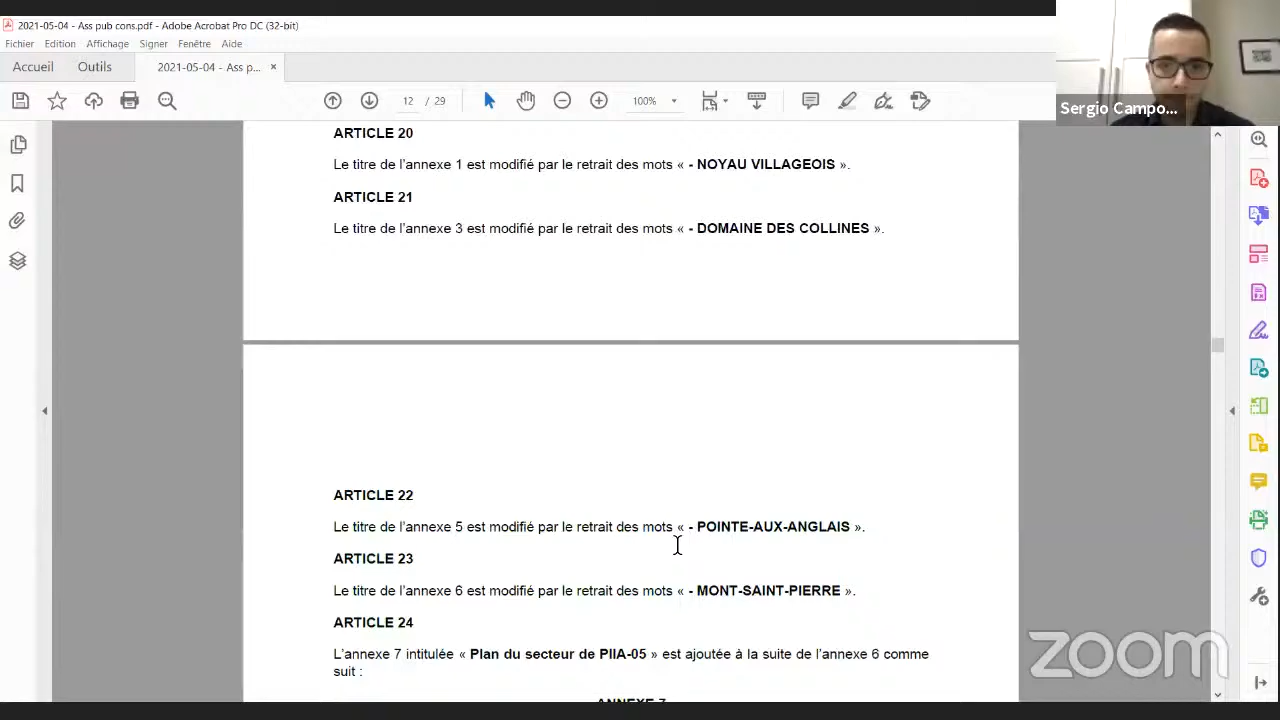 2021-05-04 - Ass pub cons.pdf - Adobe Acrobat Pro DC (32-bit)
Fichier Edition Affichage Signer Fenêtre Aide
Accueil Outils 2021-05-04 - Ass p... ×
12 / 29 100%
Sergio Campo...
ARTICLE 20
Le titre de l'annexe 1 est modifié par le retrait des mots « - NOYAU VILLAGEOIS ».
ARTICLE 21
Le titre de l'annexe 3 est modifié par le retrait des mots « - DOMAINE DES COLLINES ».
ARTICLE 22
Le titre de l'annexe 5 est modifié par le retrait des mots « - POINTE-AUX-ANGLAIS ».
ARTICLE 23
Le titre de l'annexe 6 est modifié par le retrait des mots « - MONT-SAINT-PIERRE ».
ARTICLE 24
L'annexe 7 intitulée « Plan du secteur de PIIA-05 » est ajoutée à la suite de l'annexe 6 comme
suit :
ANNEXE 7
zoom